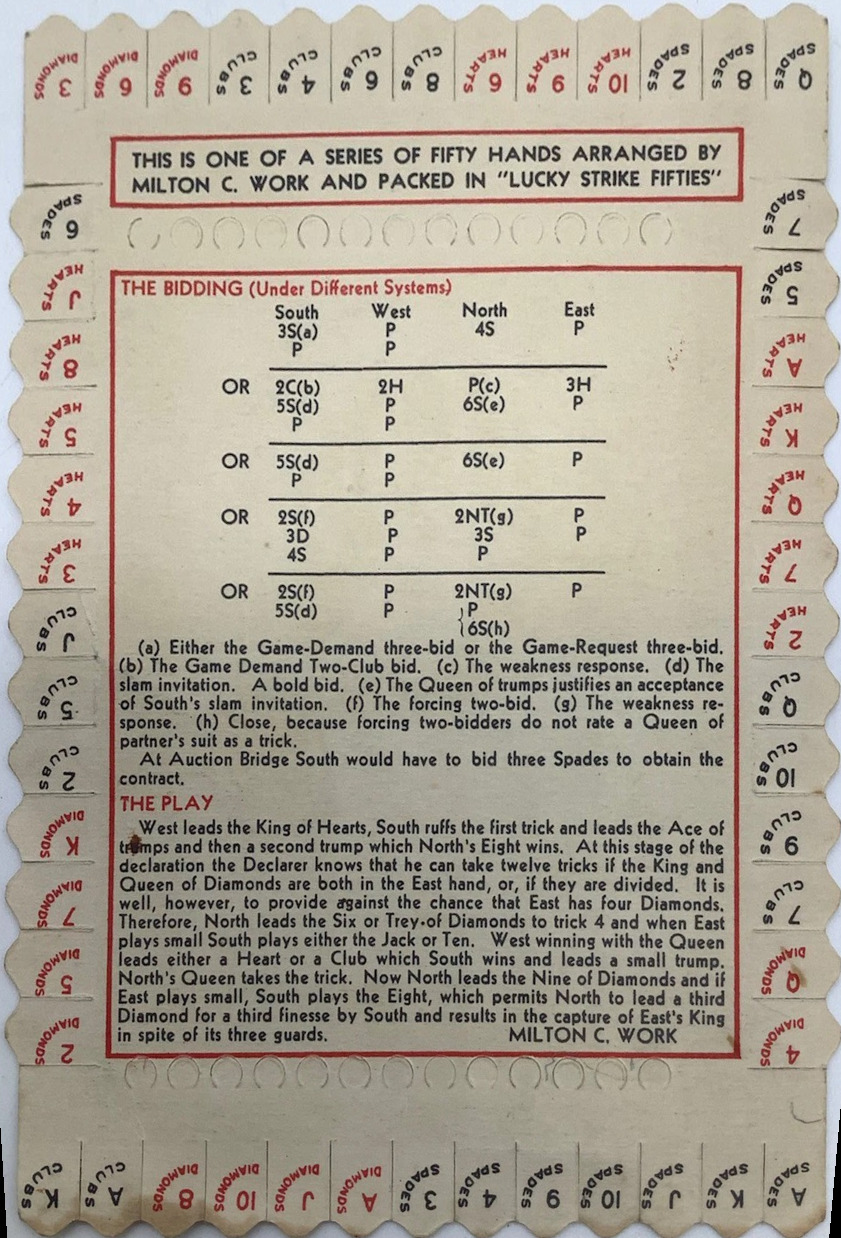 3 DIAMONDS 6 DIAMONDS 9 DIAMONDS 3 CLUBS 4 CLUBS 6 CLUBS 8 CLUBS 6 HEARTS 9 HEARTS 10 HEARTS 2 SPADES 8 SPADES Q SPADES
THIS IS ONE OF A SERIES OF FIFTY HANDS ARRANGED BY
MILTON C. WORK AND PACKED IN "LUCKY STRIKE FIFTIES"
6 SPADES
J HEARTS
8 HEARTS
5 HEARTS
4 HEARTS
3 HEARTS
J CLUBS
5 CLUBS
2 CLUBS
K DIAMONDS
7 DIAMONDS
5 DIAMONDS
2 DIAMONDS
THE BIDDING (Under Different Systems)
South West North East
3S(a) P 4S P
P P
OR 2C(b) 2H P(c) 3H
5S(d) P 6S(e) P
P P
OR 5S(d) P 6S(e) P
P P
OR 2S(f) P 2NT(g) P
3D P 3S P
4S P P
OR 2S(f) P 2NT(g) P
5S(d) P {P
6S(h)
(a) Either the Game-Demand three-bid or the Game-Request three-bid.
(b) The Game Demand Two-Club bid. (c) The weakness response. (d) The
slam invitation. A bold bid. (e) The Queen of trumps justifies an acceptance
of South's slam invitation. (f) The forcing two-bid. (g) The weakness re-
sponse. (h) Close, because forcing two-bidders do not rate a Queen of
partner's suit as a trick.
At Auction Bridge South would have to bid three Spades to obtain the
contract.
THE PLAY
West leads the King of Hearts, South ruffs the first trick and leads the Ace of
trumps and then a second trump which North's Eight wins. At this stage of the
declaration the Declarer knows that he can take twelve tricks if the King and
Queen of Diamonds are both in the East hand, or, if they are divided. It is
well, however, to provide against the chance that East has four Diamonds.
Therefore, North leads the Six or Trey of Diamonds to trick 4 and when East
plays small South plays either the Jack or Ten. West winning with the Queen
leads either a Heart or a Club which South wins and leads a small trump.
North's Queen takes the trick. Now North leads the Nine of Diamonds and if
East plays small, South plays the Eight, which permits North to lead a third
Diamond for a third finesse by South and results in the capture of East's King
in spite of its three guards. MILTON C. WORK
7 SPADES
5 SPADES
A HEARTS
K HEARTS
Q HEARTS
7 HEARTS
2 HEARTS
Q CLUBS
10 CLUBS
9 CLUBS
7 CLUBS
Q DIAMONDS
4 DIAMONDS
K CLUBS A CLUBS 8 DIAMONDS 10 DIAMONDS J DIAMONDS A DIAMONDS 3 SPADES 4 SPADES 9 SPADES 10 SPADES J SPADES K SPADES A SPADES